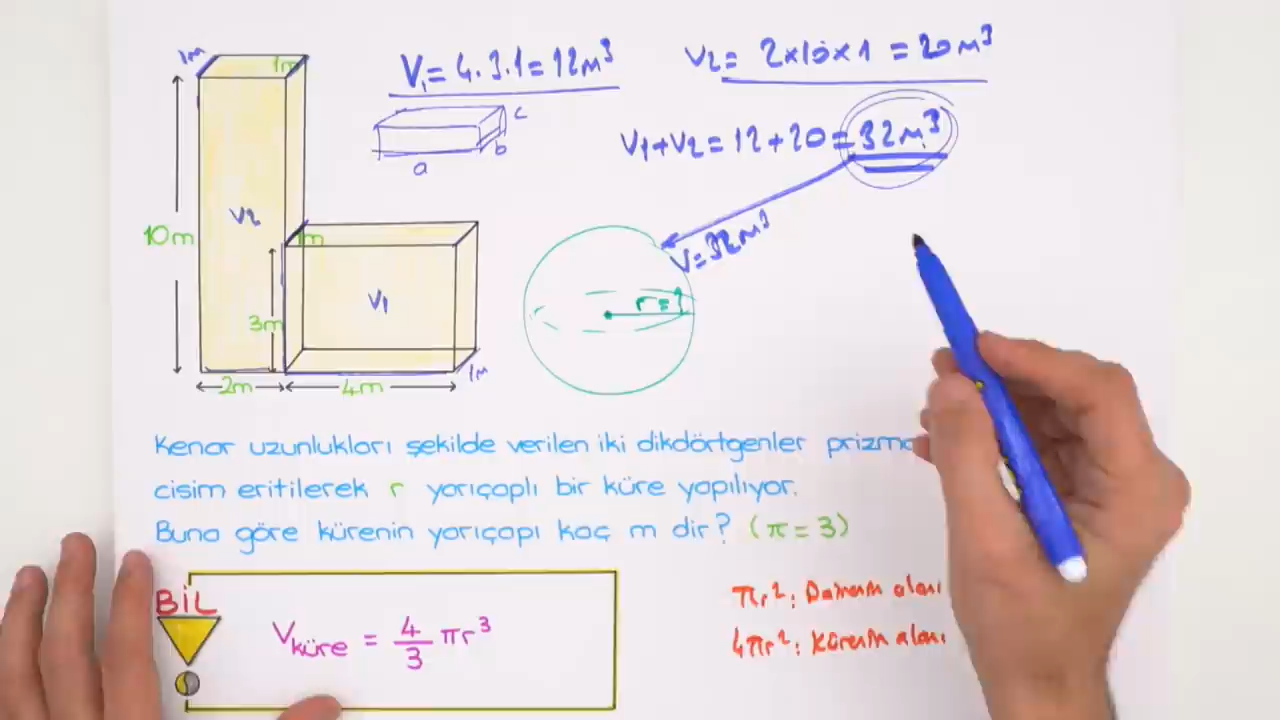 1m
1m
V₁ = 4.3.1 = 12m³
V₂ = 2x10x1 = 20m³
c
b
a
V₁+V₂ = 12+20 = 32m³
V=32m³
V2
10m
1m
r=?
V₁
3m
2m
4m
1m
Kenar uzunlukları şekilde verilen iki dikdörtgenler prizma
cisim eritilerek r yarıçaplı bir küre yapılıyor.
Buna göre kürenin yarıçapı kaç m dir? (π = 3)
BİL
Vküre = 4/3 πr³
πr²: Dairenin alanı
4πr²: Kürenin alanı